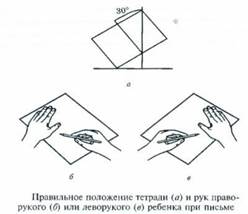 30°
а
б
в
Правильное положение тетради (а) и рук право-
рукого (б) или леворукого (в) ребенка при письме